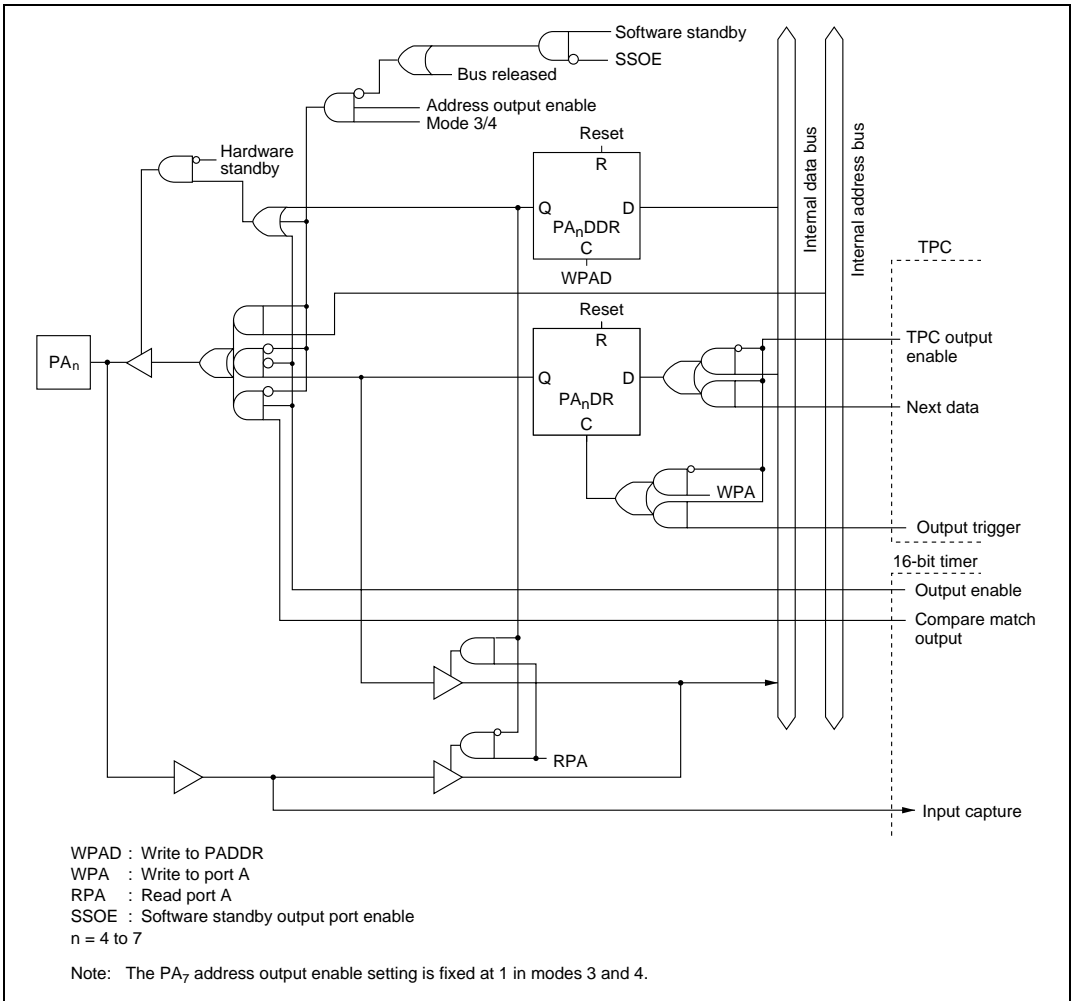 Software standby
SSOE
Bus released
Address output enable
Mode 3/4
Hardware
standby
Reset
R
Q
D
PAnDDR
C
WPAD
Internal data bus
Internal address bus
TPC
Reset
R
Q
D
PAnDR
C
PAn
TPC output
enable
Next data
WPA
Output trigger
16-bit timer
Output enable
Compare match
output
RPA
Input capture
WPAD : Write to PADDR
WPA : Write to port A
RPA : Read port A
SSOE : Software standby output port enable
n = 4 to 7
Note: The PA7 address output enable setting is fixed at 1 in modes 3 and 4.